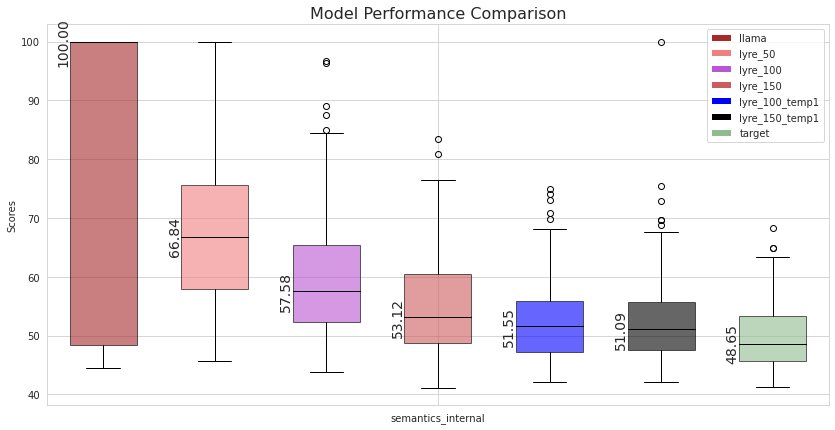 Model Performance Comparison
100
90
80
70
60
50
40
Scores
100.00
66.84
57.58
53.12
51.55
51.09
48.65
llama
lyre_50
lyre_100
lyre_150
lyre_100_temp1
lyre_150_temp1
target
semantics_internal